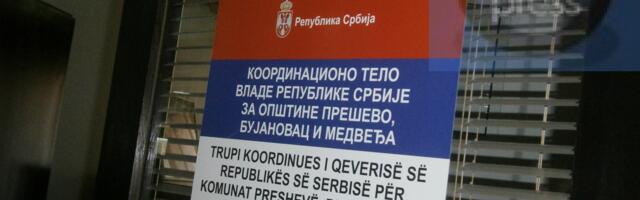 press
Република Србија
КООРДИНАЦИОНО ТЕЛО
ВЛАДЕ РЕПУБЛИКЕ СРБИЈЕ
ЗА ОПШТИНЕ ПРЕШЕВО,
БУЈАНОВАЦ И МЕДВЕЂА
TRUPI KOORDINUES I QEVERISË SË
REPUBLIKËS SË SERBISË PËR
KOMUNAT PRESHEVË,